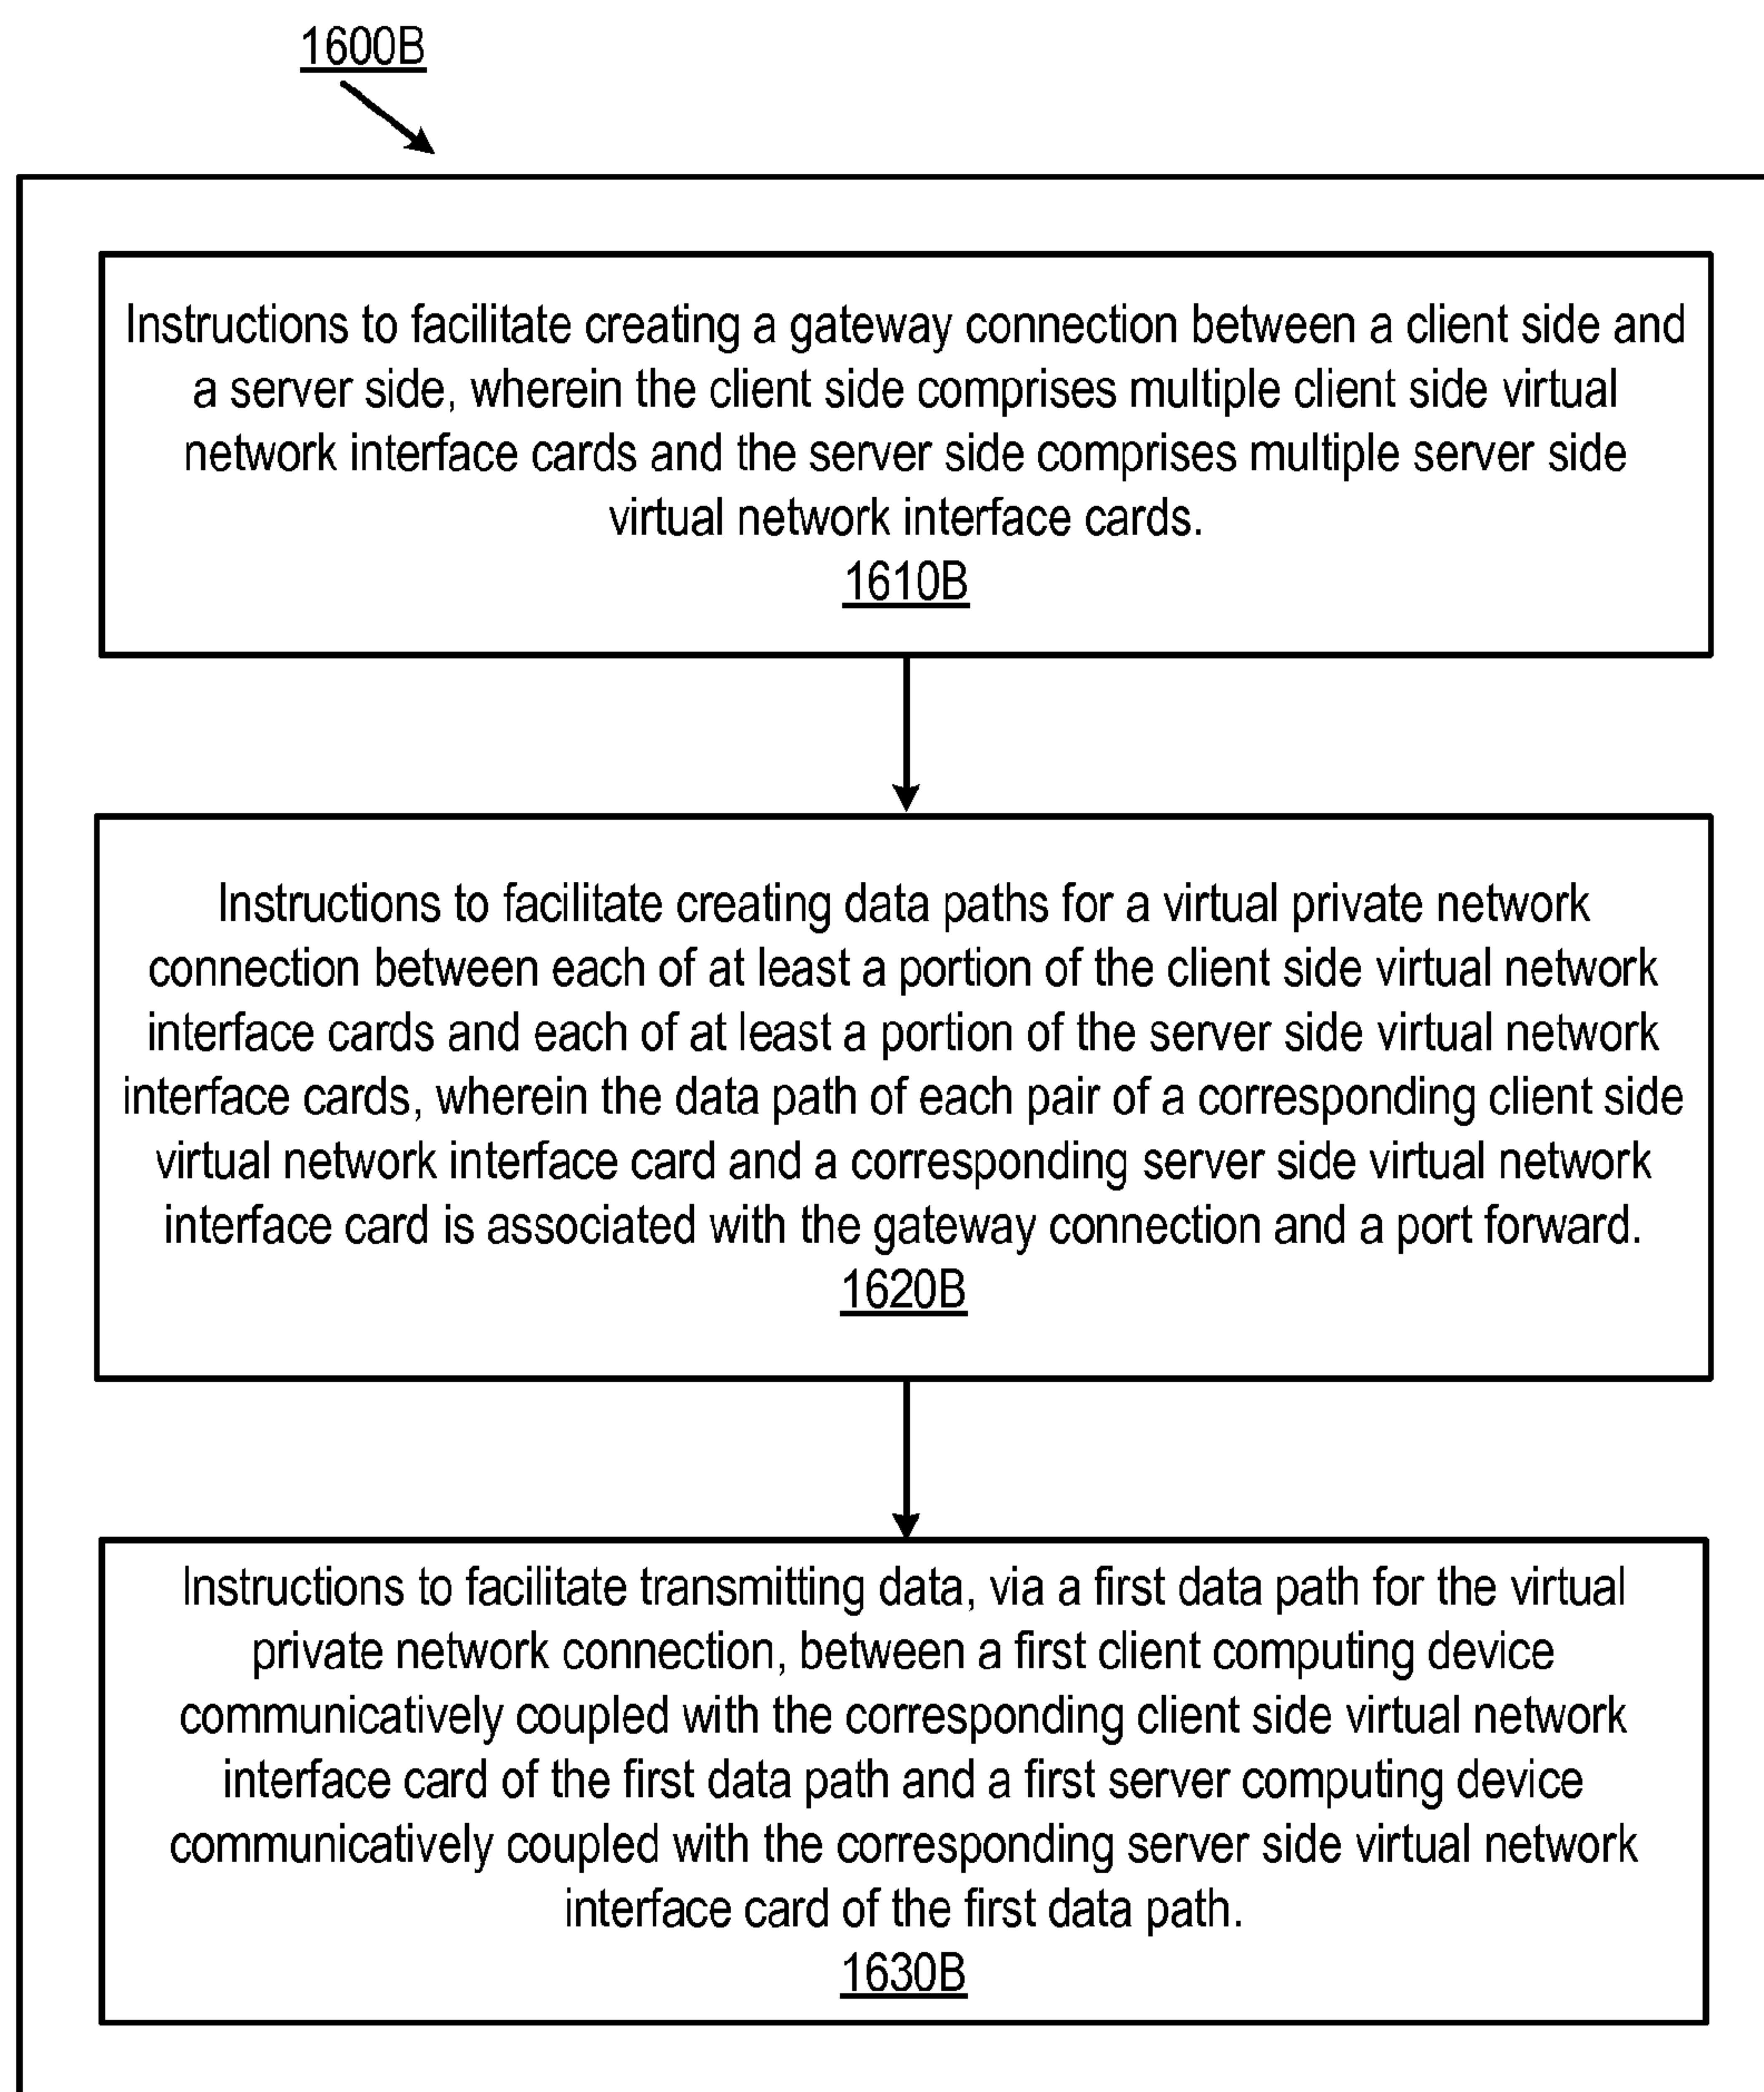 1600B
Instructions to facilitate creating a gateway connection between a client side and
a server side, wherein the client side comprises multiple client side virtual
network interface cards and the server side comprises multiple server side
virtual network interface cards.
1610B
Instructions to facilitate creating data paths for a virtual private network
connection between each of at least a portion of the client side virtual network
interface cards and each of at least a portion of the server side virtual network
interface cards, wherein the data path of each pair of a corresponding client side
virtual network interface card and a corresponding server side virtual network
interface card is associated with the gateway connection and a port forward.
1620B
Instructions to facilitate transmitting data, via a first data path for the virtual
private network connection, between a first client computing device
communicatively coupled with the corresponding client side virtual network
interface card of the first data path and a first server computing device
communicatively coupled with the corresponding server side virtual network
interface card of the first data path.
1630B